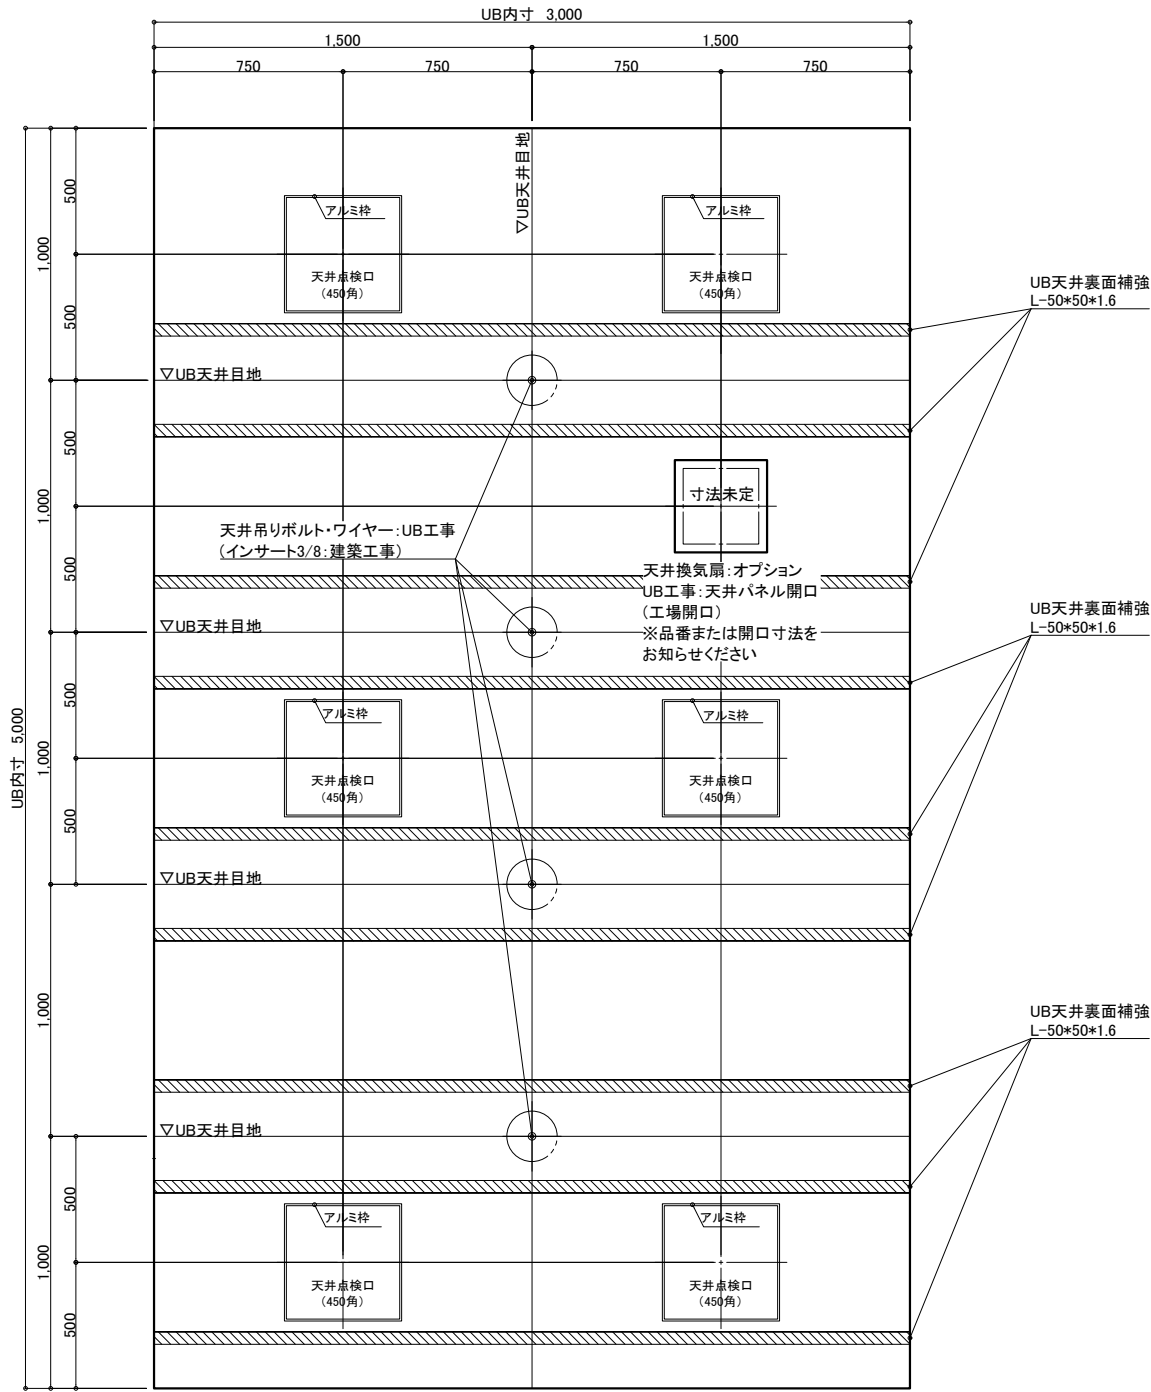 UB内寸 3,000
1,500
1,500
750
750
750
750
UB内寸 5,000
1,000
1,000
1,000
1,000
1,000
500
500
500
500
500
500
500
500
▽UB天井目地
アルミ枠
天井点検口
(450角)
アルミ枠
天井点検口
(450角)
UB天井裏面補強
L-50*50*1.6
▽UB天井目地
寸法未定
天井吊りボルト・ワイヤー:UB工事
(インサート3/8:建築工事)
天井換気扇:オプション
UB工事:天井パネル開口
(工場開口)
※品番または開口寸法を
お知らせください
▽UB天井目地
UB天井裏面補強
L-50*50*1.6
アルミ枠
天井点検口
(450角)
アルミ枠
天井点検口
(450角)
▽UB天井目地
UB天井裏面補強
L-50*50*1.6
▽UB天井目地
アルミ枠
天井点検口
(450角)
アルミ枠
天井点検口
(450角)